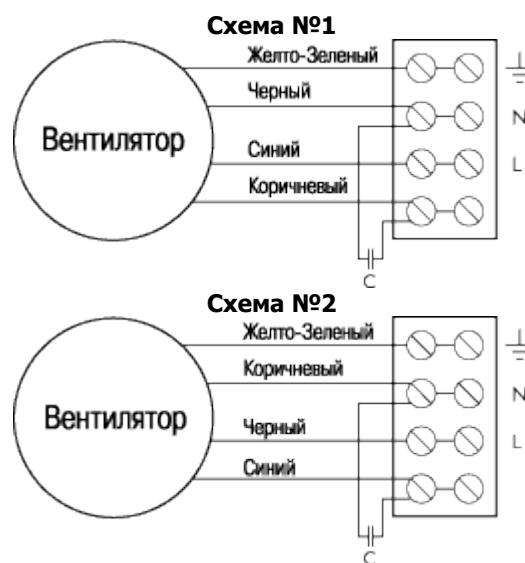 Схема №1
Желто-Зеленый
Черный
N
Вентилятор
Синий
L
Коричневый
C
Схема №2
Желто-Зеленый
Коричневый
N
Вентилятор
Черный
L
Синий
C